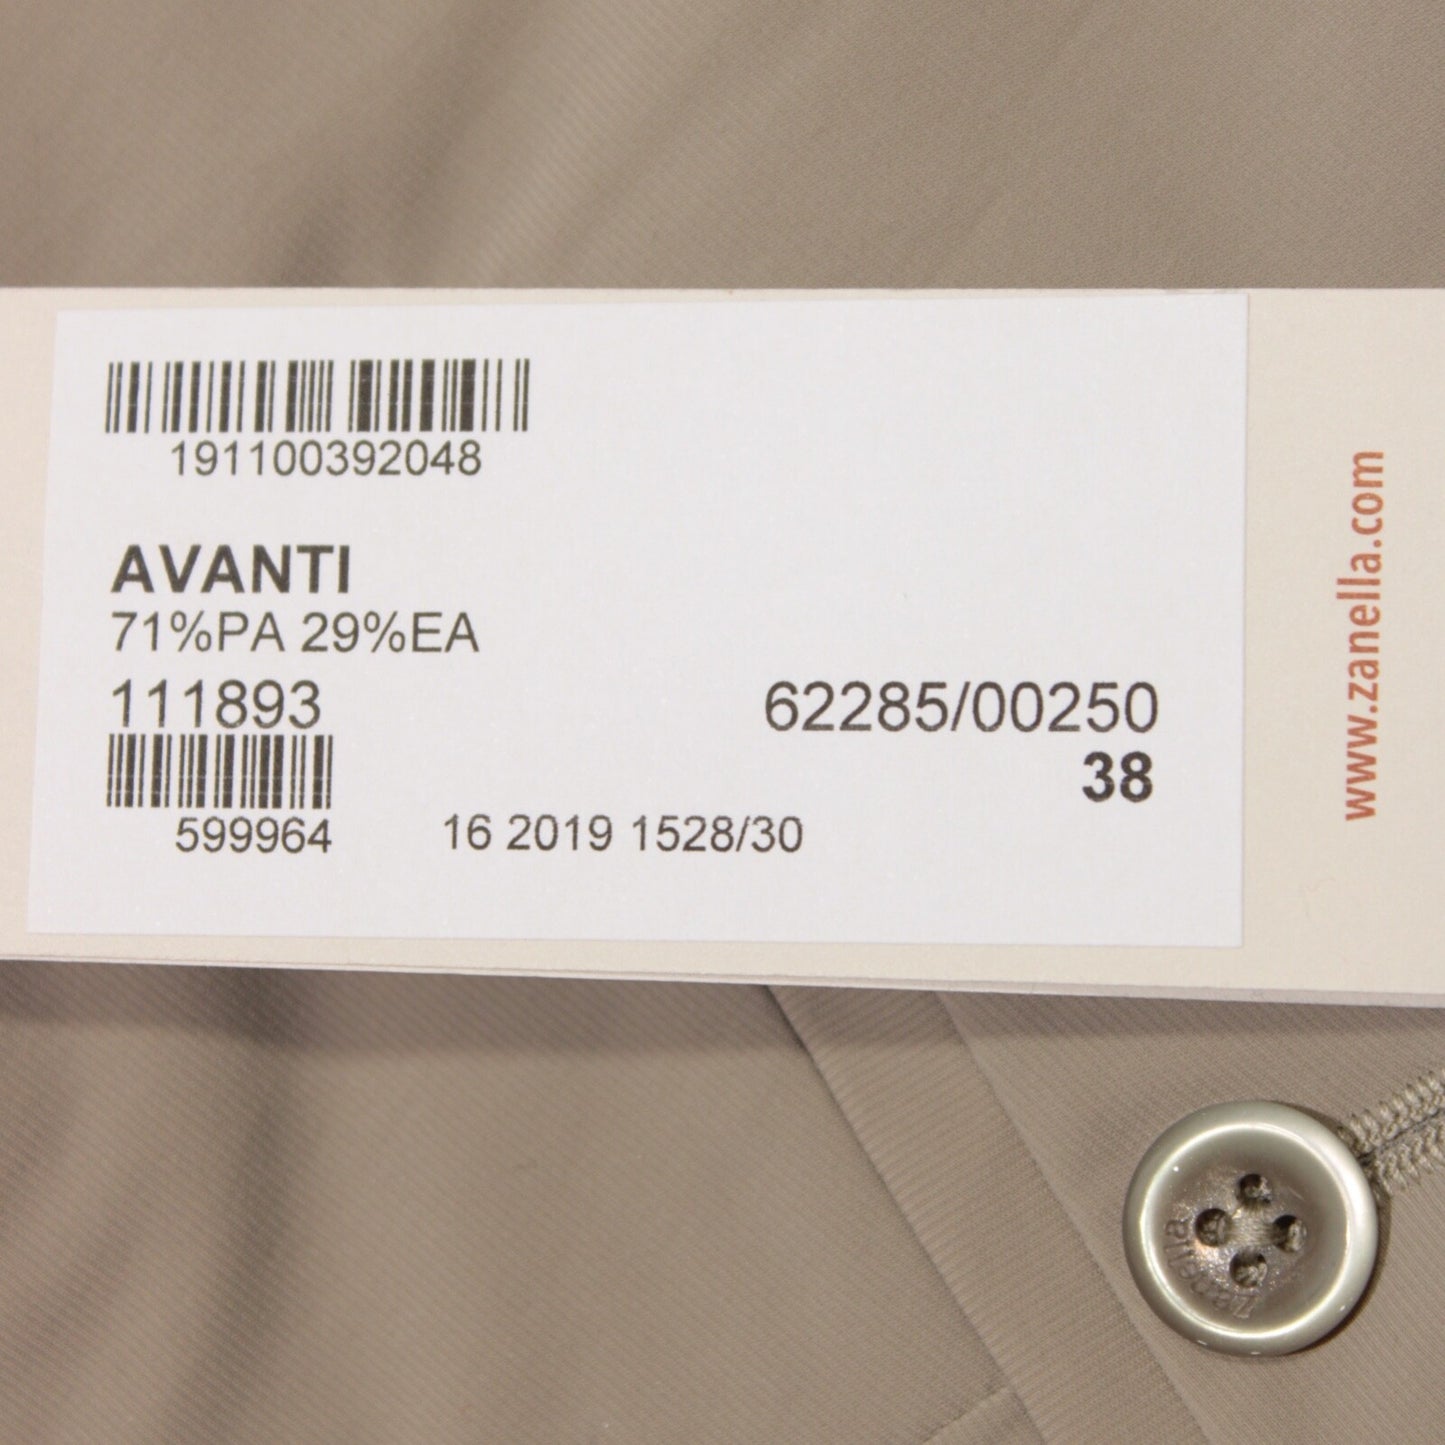 191100392048
AVANTI
71%PA 29%EA
111893
62285/00250
38
599964
16 2019 1528/30
www.zanella.com
zanella